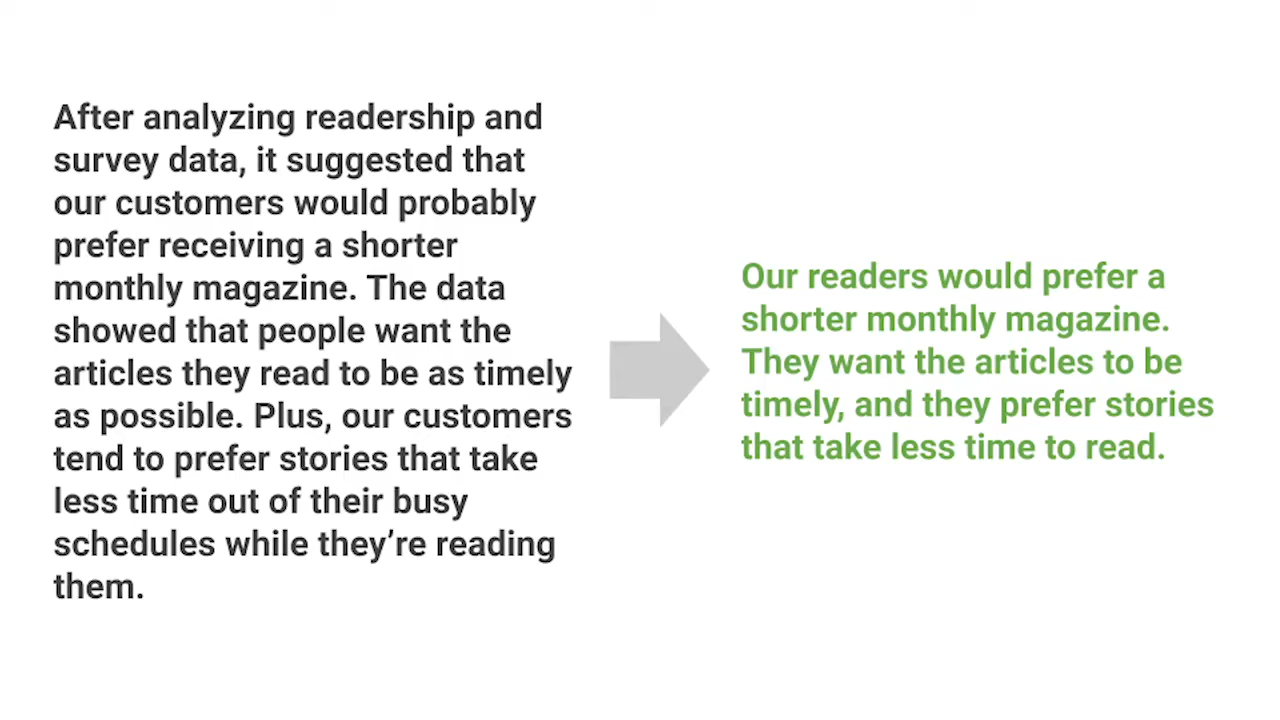 After analyzing readership and
survey data, it suggested that
our customers would probably
prefer receiving a shorter
monthly magazine. The data
showed that people want the
articles they read to be as timely
as possible. Plus, our customers
tend to prefer stories that take
less time out of their busy
schedules while they’re reading
them.
Our readers would prefer a
shorter monthly magazine.
They want the articles to be
timely, and they prefer stories
that take less time to read.